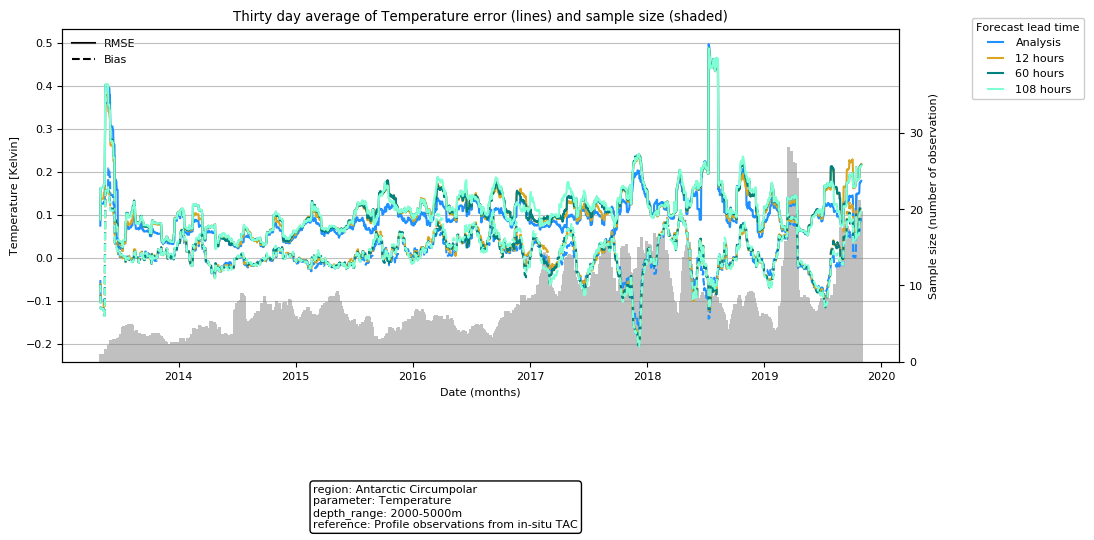 Thirty day average of Temperature error (lines) and sample size (shaded)
Forecast lead time
Analysis
12 hours
60 hours
108 hours
RMSE
Bias
Temperature [Kelvin]
0.5
0.4
0.3
0.2
0.1
0.0
−0.1
−0.2
Sample size (number of observation)
30
20
10
0
2014 2015 2016 2017 2018 2019 2020
Date (months)
region: Antarctic Circumpolar
parameter: Temperature
depth_range: 2000-5000m
reference: Profile observations from in-situ TAC